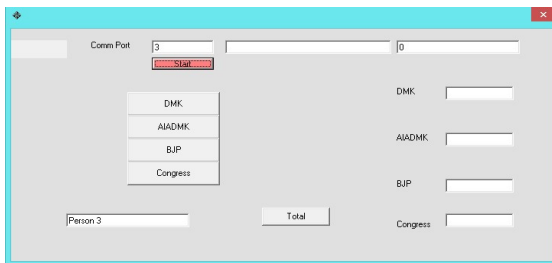 Comm Port 3 0
Start
DMK
DMK
AIADMK
AIADMK
BJP
Congress
BJP
Person 3 Total Congress